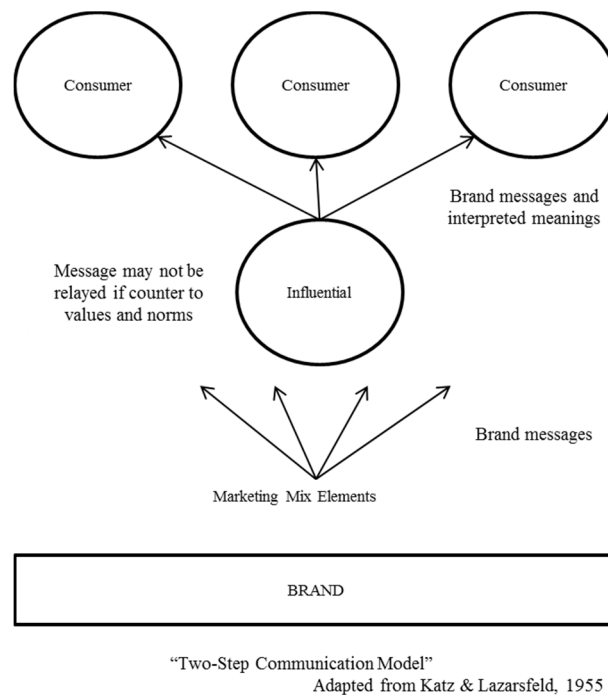 Consumer
Consumer
Consumer
Brand messages and
interpreted meanings
Message may not be
relayed if counter to
values and norms
Influential
Brand messages
Marketing Mix Elements
BRAND
“Two-Step Communication Model”
Adapted from Katz & Lazarsfeld, 1955